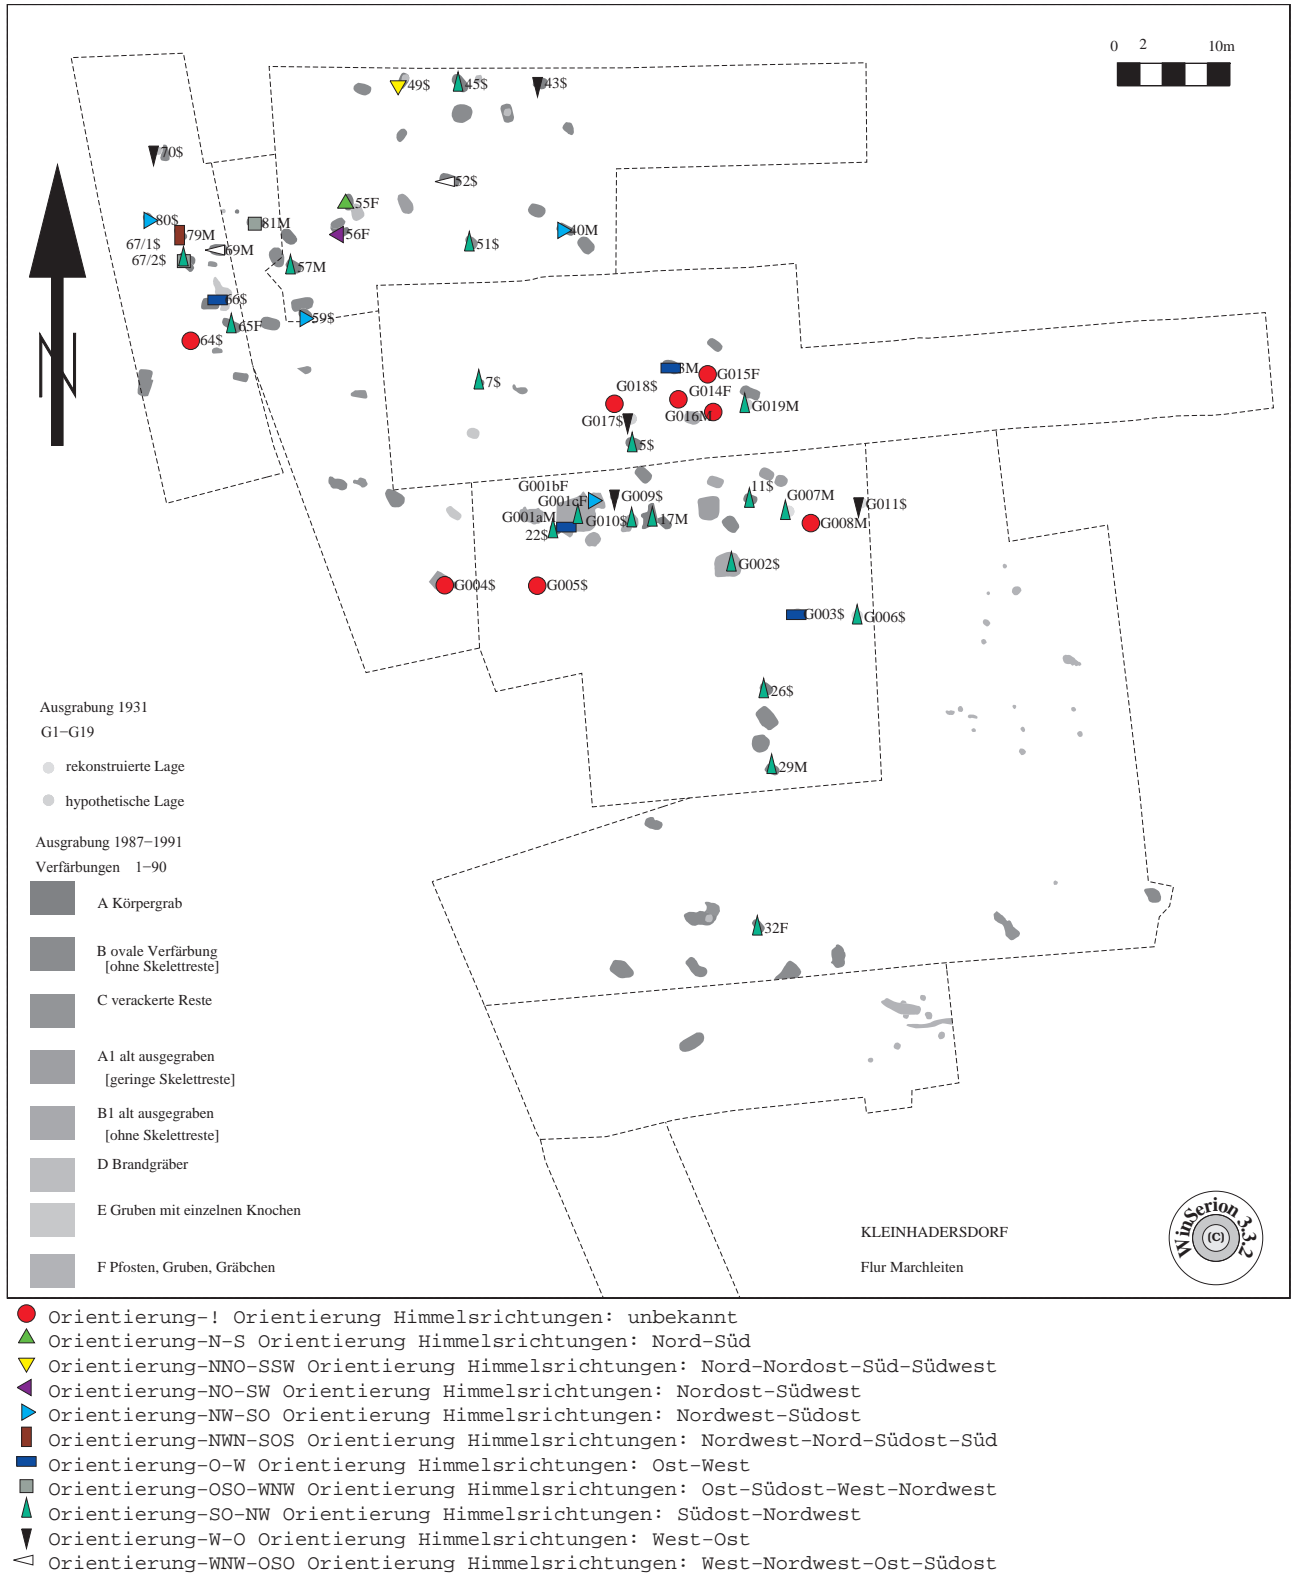 0 2 10m
49$ 45$ 43$
70$
52$
55F
80$ 81M
79M 56F 40M
67/1$ 69M 51$
67/2$ 57M
66$
59$
65F
64$
N
3M
G015F
7$ G018$ G014F
G019M
G017$ G016M
5$
G001bF 11$
G001cF G009$ G007M
G011$
G001aM G010$ 17M G008M
22$
G002$
G004$ G005$
G003$ G006$
26$
29M
32F
Ausgrabung 1931
G1−G19
rekonstruierte Lage
hypothetische Lage
Ausgrabung 1987−1991
Verfärbungen 1−90
A Körpergrab
B ovale Verfärbung
[ohne Skelettreste]
C verackerte Reste
A1 alt ausgegraben
[geringe Skelettreste]
B1 alt ausgegraben
[ohne Skelettreste]
D Brandgräber
E Gruben mit einzelnen Knochen
F Pfosten, Gruben, Gräbchen
KLEINHADERSDORF
Flur Marchleiten
WinSerion 3.3.2
(C)
Orientierung-! Orientierung Himmelsrichtungen: unbekannt
Orientierung-N-S Orientierung Himmelsrichtungen: Nord-Süd
Orientierung-NNO-SSW Orientierung Himmelsrichtungen: Nord-Nordost-Süd-Südwest
Orientierung-NO-SW Orientierung Himmelsrichtungen: Nordost-Südwest
Orientierung-NW-SO Orientierung Himmelsrichtungen: Nordwest-Südost
Orientierung-NWN-SOS Orientierung Himmelsrichtungen: Nordwest-Nord-Südost-Süd
Orientierung-O-W Orientierung Himmelsrichtungen: Ost-West
Orientierung-OSO-WNW Orientierung Himmelsrichtungen: Ost-Südost-West-Nordwest
Orientierung-SO-NW Orientierung Himmelsrichtungen: Südost-Nordwest
Orientierung-W-O Orientierung Himmelsrichtungen: West-Ost
Orientierung-WNW-OSO Orientierung Himmelsrichtungen: West-Nordwest-Ost-Südost